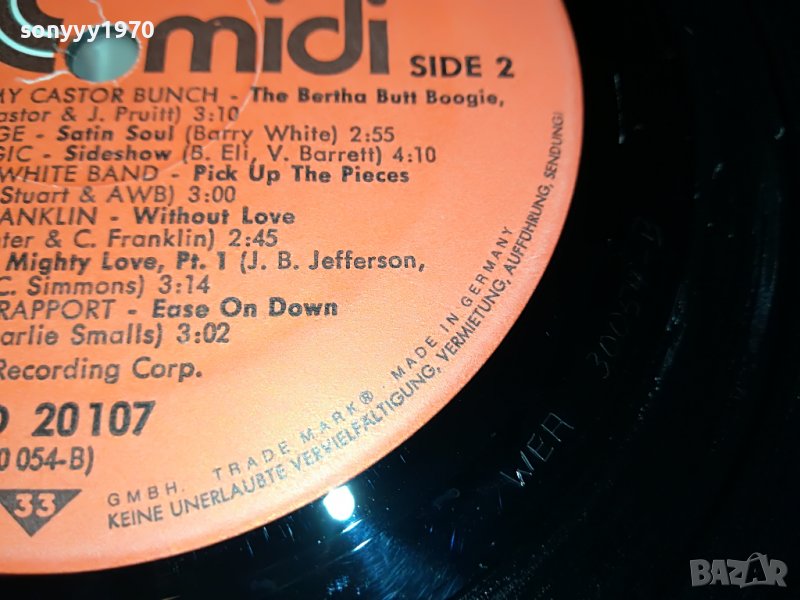 sonyyy1970
midi
SIDE 2
MY CASTOR BUNCH - The Bertha Butt Boogie,
astor & J. Pruitt) 3:10
GE - Satin Soul (Barry White) 2:55
GIC - Sideshow (B. Eli, V. Barrett) 4:10
WHITE BAND - Pick Up The Pieces
Stuart & AWB) 3:00
ANKLIN - Without Love
ter & C. Franklin) 2:45
Mighty Love, Pt. 1 (J. B. Jefferson,
C. Simmons) 3:14
RAPPORT - Ease On Down
arlie Smalls) 3:02
Recording Corp.
D 20107
0 054-B)
33
GMBH. TRADE MARK®. MADE IN GERMANY
KEINE UNERLAUBTE VERVIELFÄLTIGUNG, VERMIETUNG, AUFFÜHRUNG, SENDUNG!
WEA
BAZAR